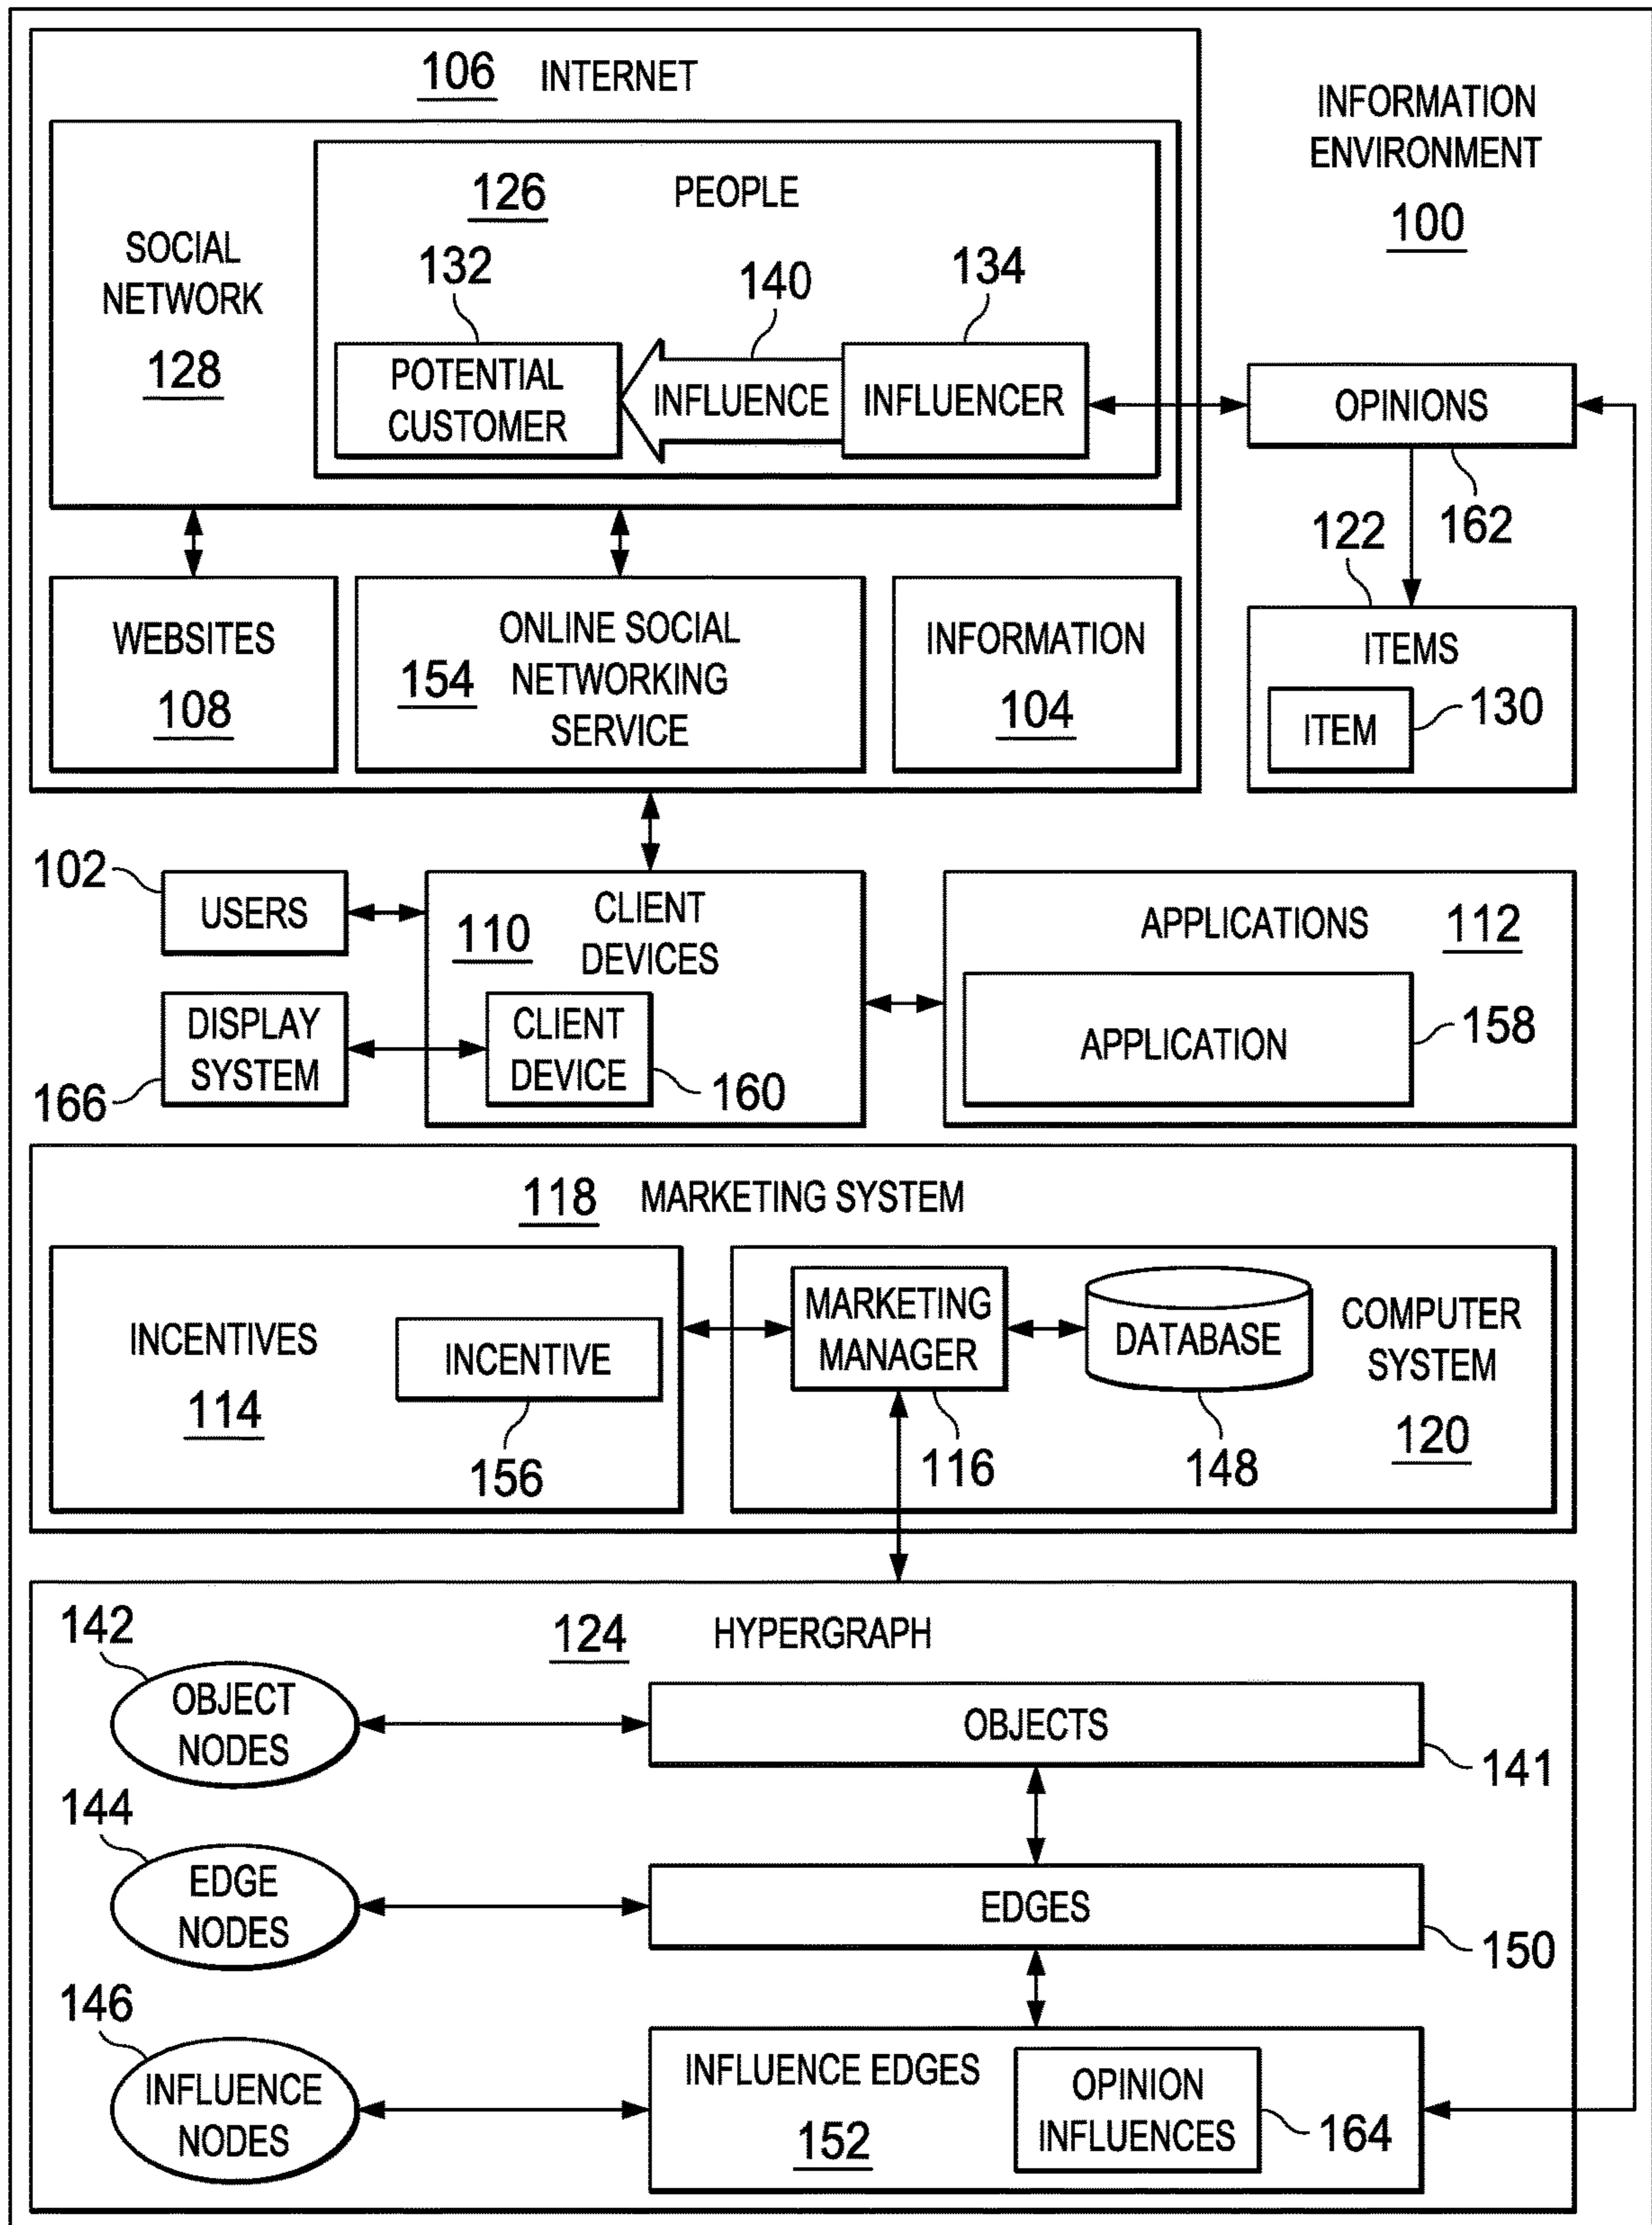 106 INTERNET
INFORMATION
ENVIRONMENT
100
126 PEOPLE
SOCIAL
NETWORK
128
132
140
134
POTENTIAL
CUSTOMER
INFLUENCE
INFLUENCER
OPINIONS
162
122
WEBSITES
108
ONLINE SOCIAL
154 NETWORKING
SERVICE
INFORMATION
104
ITEMS
ITEM
130
102
USERS
110
CLIENT
DEVICES
APPLICATIONS 112
DISPLAY
SYSTEM
166
CLIENT
DEVICE
160
APPLICATION
158
118 MARKETING SYSTEM
INCENTIVES
114
INCENTIVE
156
MARKETING
MANAGER
116
DATABASE
148
COMPUTER
SYSTEM
120
124 HYPERGRAPH
142
OBJECT
NODES
OBJECTS
141
144
EDGE
NODES
EDGES
150
146
INFLUENCE
NODES
INFLUENCE EDGES
152
OPINION
INFLUENCES
164